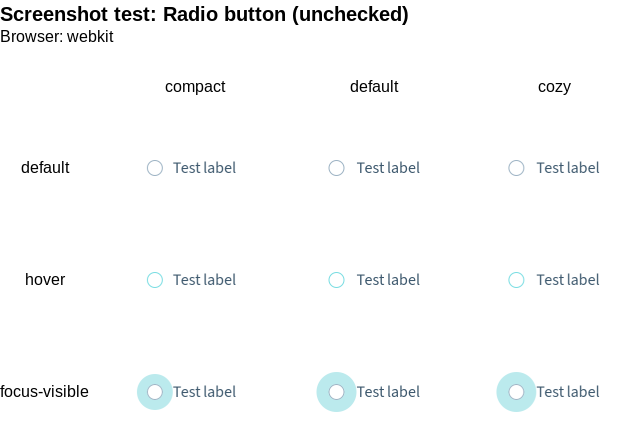 Screenshot test: Radio button (unchecked)
Browser: webkit
compact default cozy
default Test label Test label Test label
hover Test label Test label Test label
focus-visible Test label Test label Test label